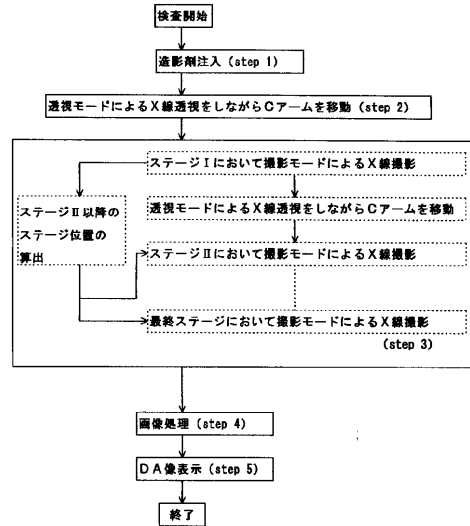 検査開始
造影剤注入 (step 1)
透視モードによるX線透視をしながらCアームを移動 (step 2)
ステージIにおいて撮影モードによるX線撮影
ステージII以降の
ステージ位置の
算出
透視モードによるX線透視をしながらCアームを移動
ステージIIにおいて撮影モードによるX線撮影
最終ステージにおいて撮影モードによるX線撮影
(step 3)
画像処理 (step 4)
DA像表示 (step 5)
終了